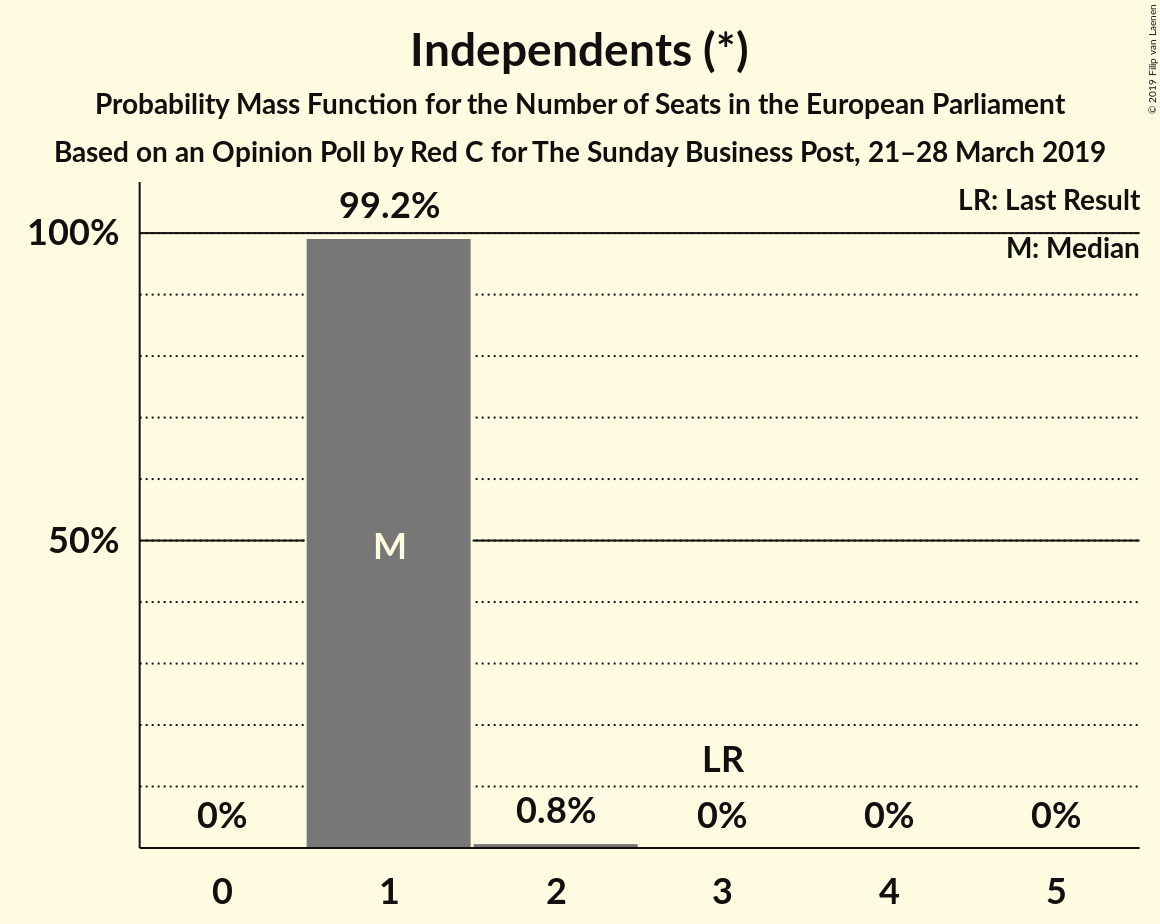 Independents (*)
Probability Mass Function for the Number of Seats in the European Parliament
Based on an Opinion Poll by Red C for The Sunday Business Post, 21–28 March 2019
© 2019 Filip van Laenen
LR: Last Result
M: Median
100%
50%
99.2%
M
LR
0%
0.8%
0%
0%
0%
0
1
2
3
4
5